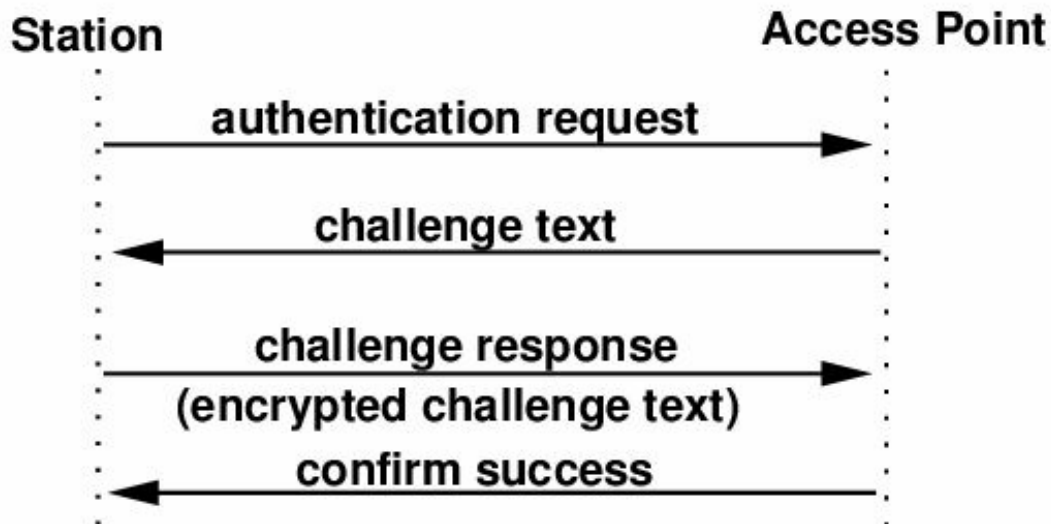 Station
Access Point
authentication request
challenge text
challenge response
(encrypted challenge text)
confirm success